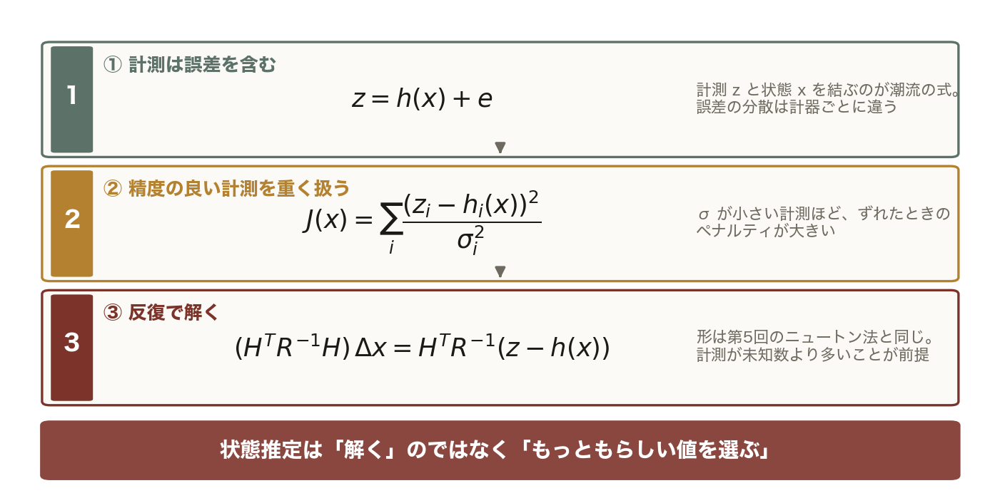 1
① 計測は誤差を含む
z = h(x) + e
計測 z と状態 x を結ぶのが潮流の式。
誤差の分散は計器ごとに違う
2
② 精度の良い計測を重く扱う
J(x) = ∑_i (z_i − h_i(x))² / σ_i²
σ が小さい計測ほど、ずれたときの
ペナルティが大きい
3
③ 反復で解く
(HᵀR⁻¹H) Δx = HᵀR⁻¹(z − h(x))
形は第5回のニュートン法と同じ。
計測が未知数より多いことが前提
状態推定は「解く」のではなく「もっともらしい値を選ぶ」